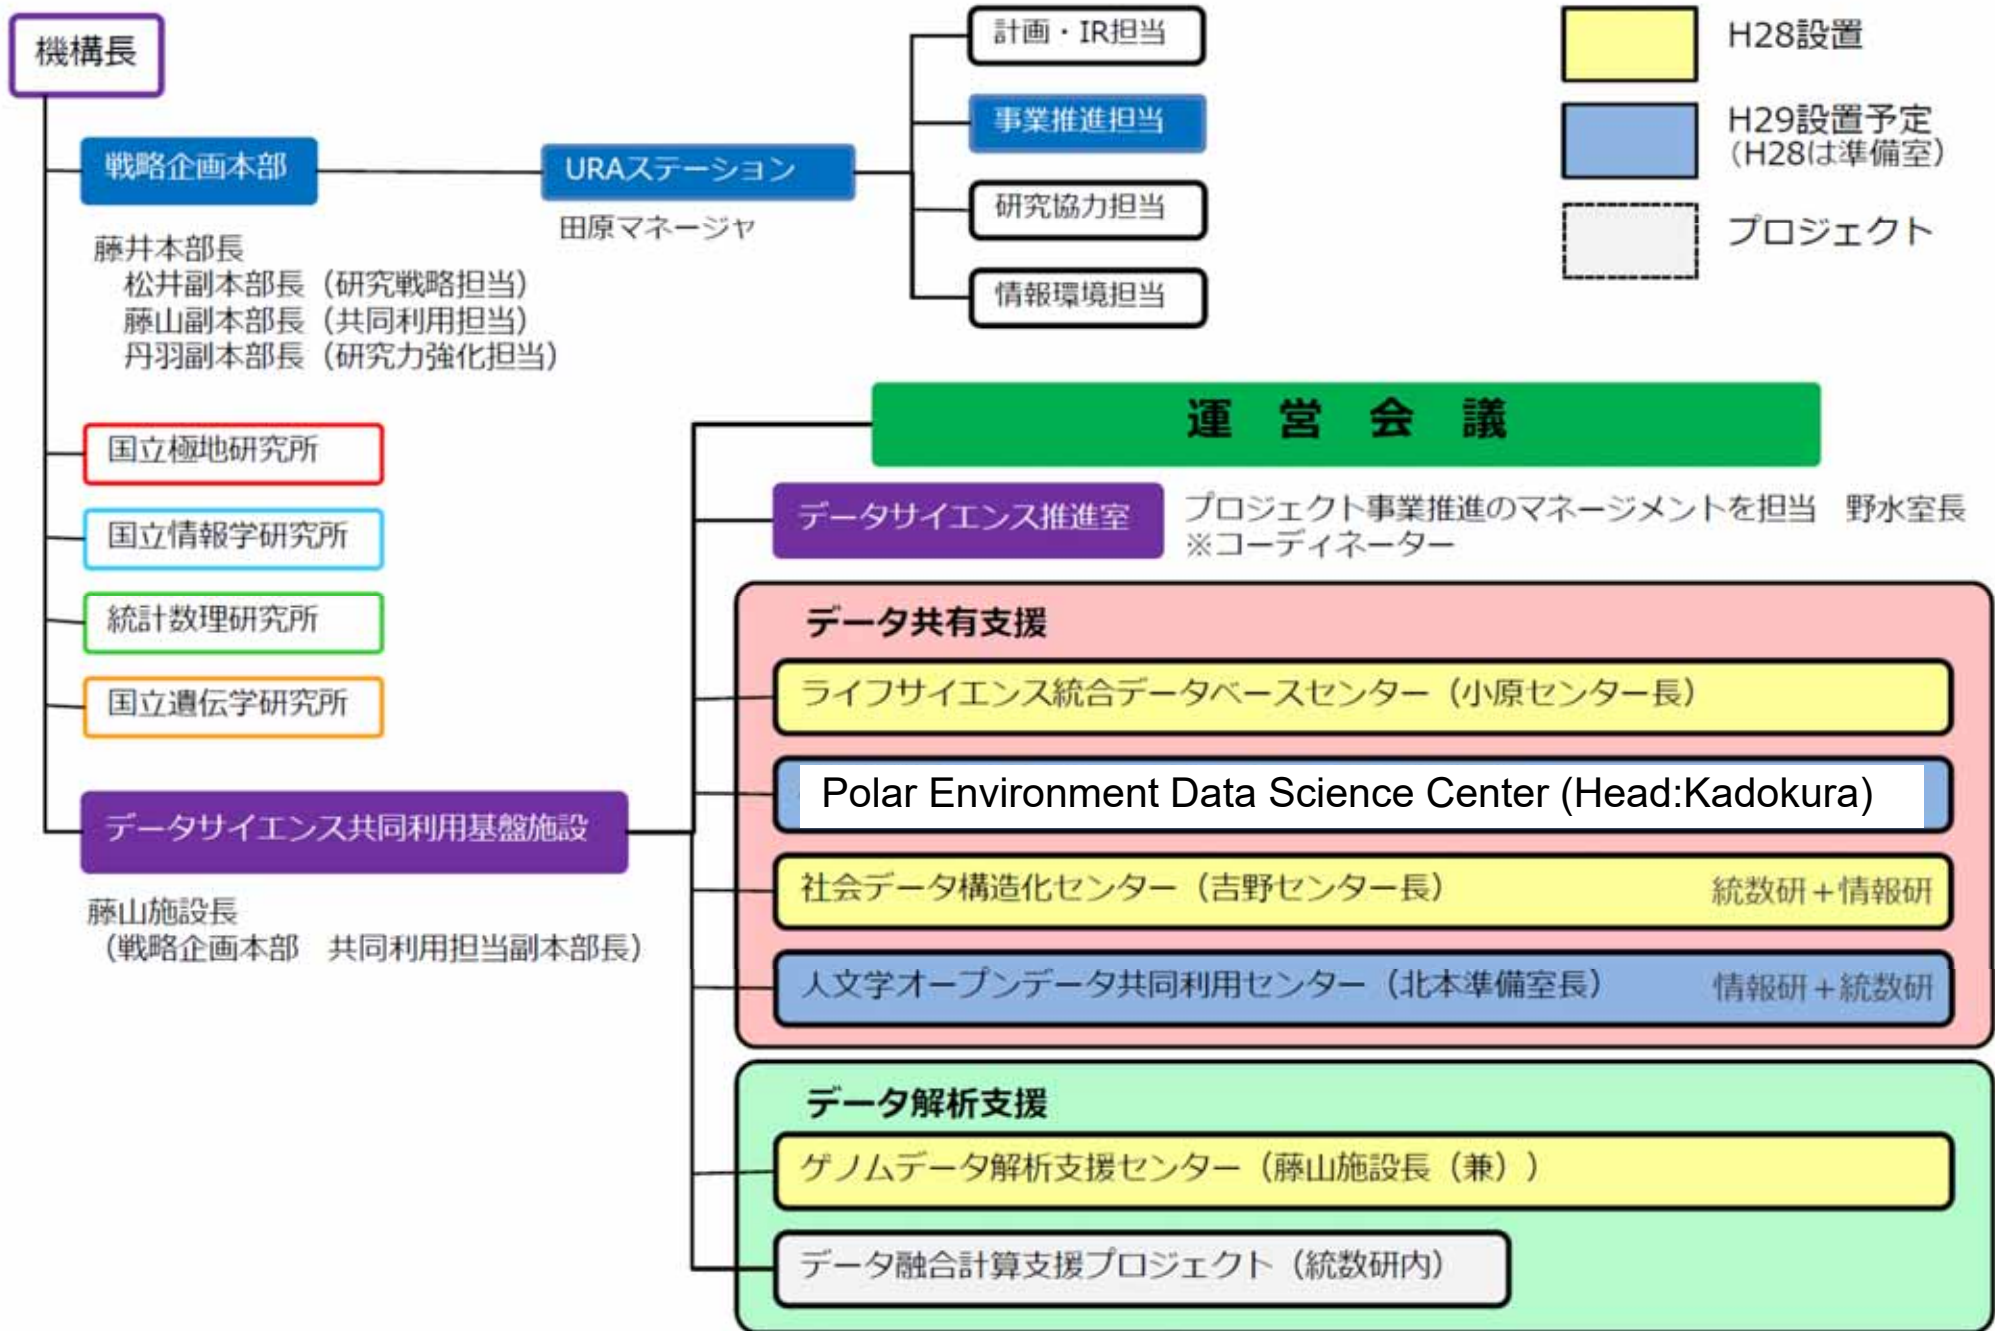 機構長
戦略企画本部
藤井本部長
松井副本部長（研究戦略担当）
藤山副本部長（共同利用担当）
丹羽副本部長（研究力強化担当）
URAステーション
田原マネージャ
計画・IR担当
事業推進担当
研究協力担当
情報環境担当
H28設置
H29設置予定
（H28は準備室）
プロジェクト
国立極地研究所
国立情報学研究所
統計数理研究所
国立遺伝学研究所
データサイエンス共同利用基盤施設
藤山施設長
（戦略企画本部　共同利用担当副本部長）
運 営 会 議
データサイエンス推進室
プロジェクト事業推進のマネージメントを担当　野水室長
※コーディネーター
データ共有支援
ライフサイエンス統合データベースセンター（小原センター長）
Polar Environment Data Science Center (Head:Kadokura)
社会データ構造化センター（吉野センター長） 統数研＋情報研
人文学オープンデータ共同利用センター（北本準備室長） 情報研＋統数研
データ解析支援
ゲノムデータ解析支援センター（藤山施設長（兼））
データ融合計算支援プロジェクト（統数研内）